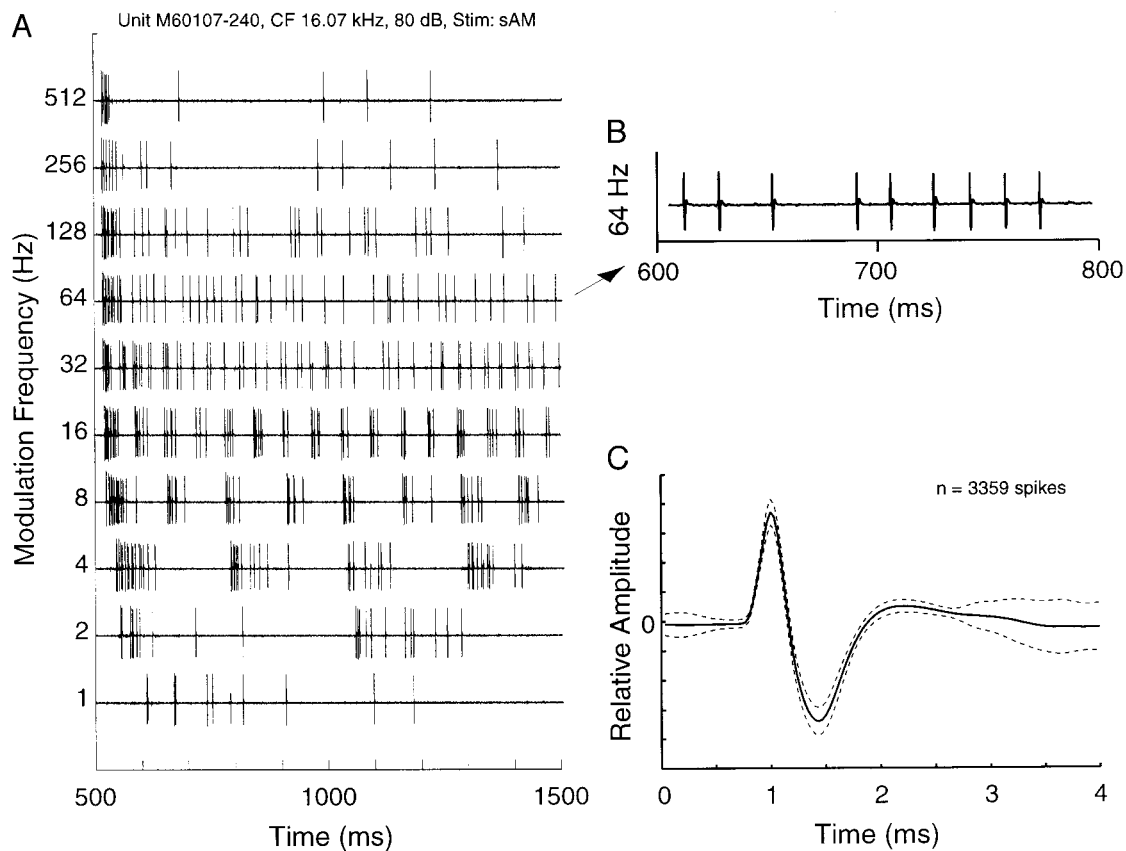 A
Unit M60107-240, CF 16.07 kHz, 80 dB, Stim: sAM
Modulation Frequency (Hz)
512
256
128
64
32
16
8
4
2
1
500 1000 1500
Time (ms)
B
64 Hz
600 700 800
Time (ms)
C
n = 3359 spikes
Relative Amplitude
0
0 1 2 3 4
Time (ms)